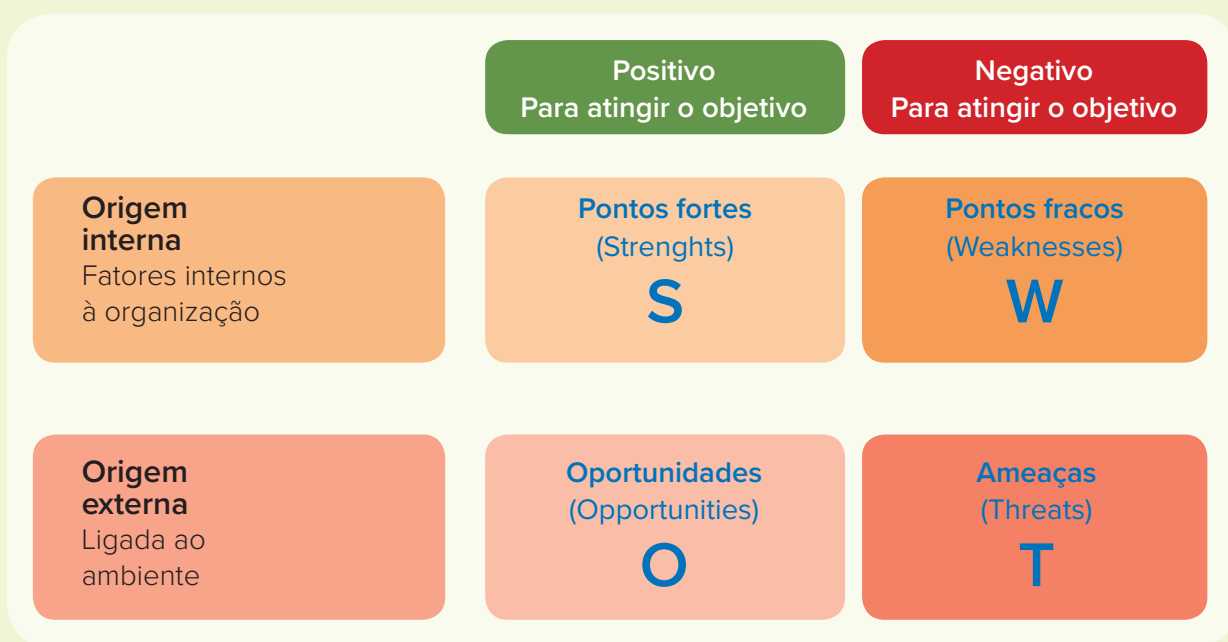 Positivo
Para atingir o objetivo
Negativo
Para atingir o objetivo
Origem
interna
Fatores internos
à organização
Pontos fortes
(Strenghts)
S
Pontos fracos
(Weaknesses)
W
Origem
externa
Ligada ao
ambiente
Oportunidades
(Opportunities)
O
Ameaças
(Threats)
T